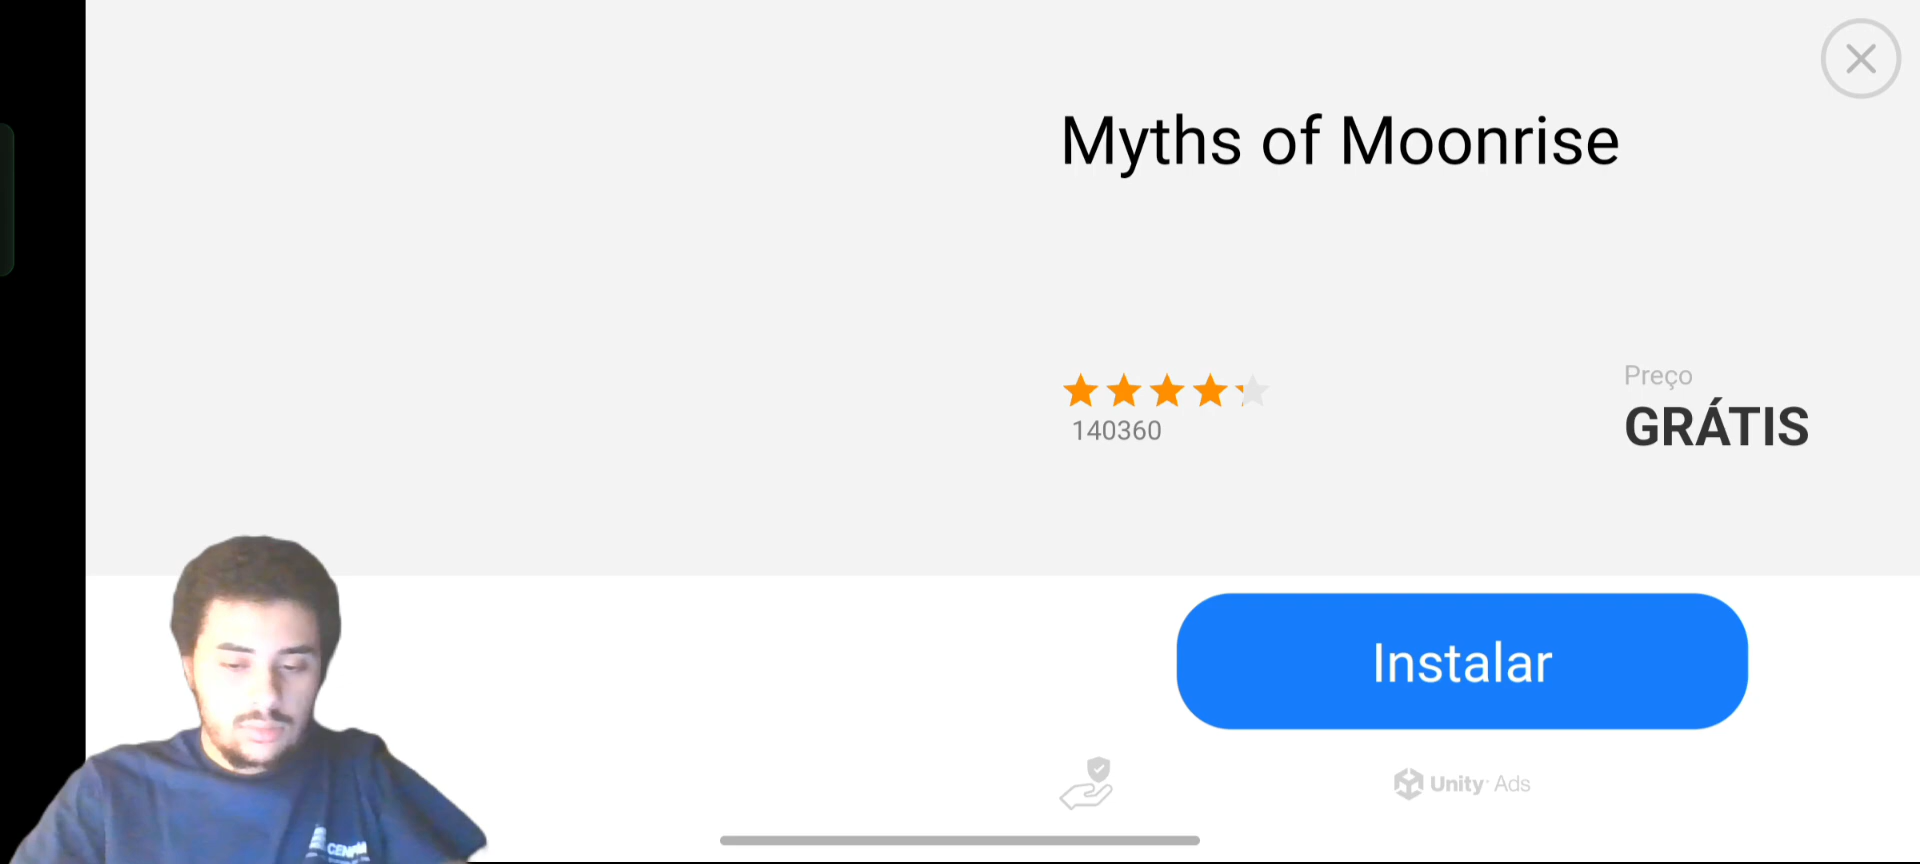 Myths of Moonrise
140360
Preço
GRÁTIS
Instalar
Unity Ads